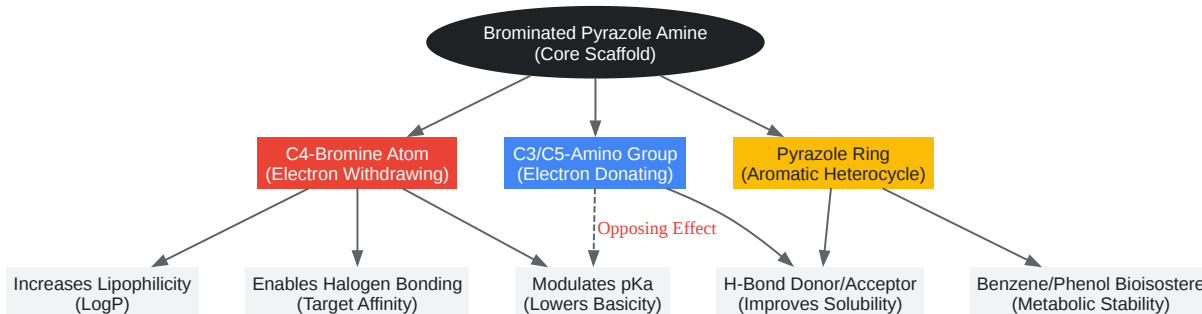 Brominated Pyrazole Amine
(Core Scaffold)
C4-Bromine Atom
(Electron Withdrawing)
C3/C5-Amino Group
(Electron Donating)
Pyrazole Ring
(Aromatic Heterocycle)
Opposing Effect
Increases Lipophilicity
(LogP)
Enables Halogen Bonding
(Target Affinity)
Modulates pKa
(Lowers Basicity)
H-Bond Donor/Acceptor
(Improves Solubility)
Benzene/Phenol Bioisostere
(Metabolic Stability)